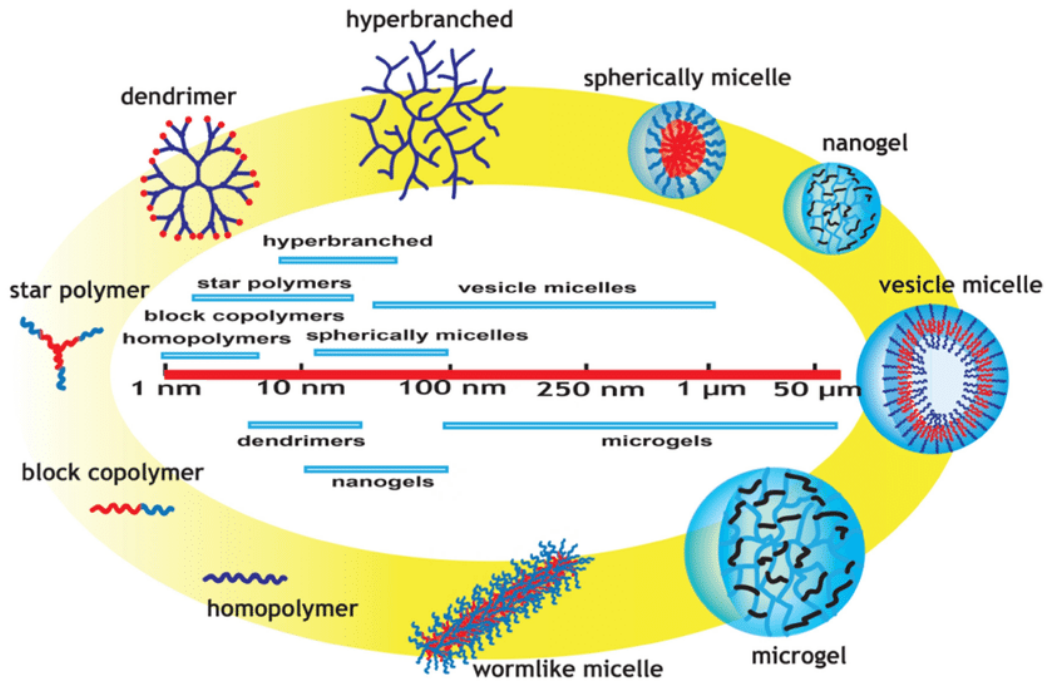 hyperbranched
dendrimer
spherically micelle
nanogel
hyperbranched
star polymer
star polymers
vesicle micelles
vesicle micelle
block copolymers
homopolymers
spherically micelles
1 nm
10 nm
100 nm
250 nm
1 µm
50 µm
dendrimers
microgels
block copolymer
nanogels
homopolymer
wormlike micelle
microgel